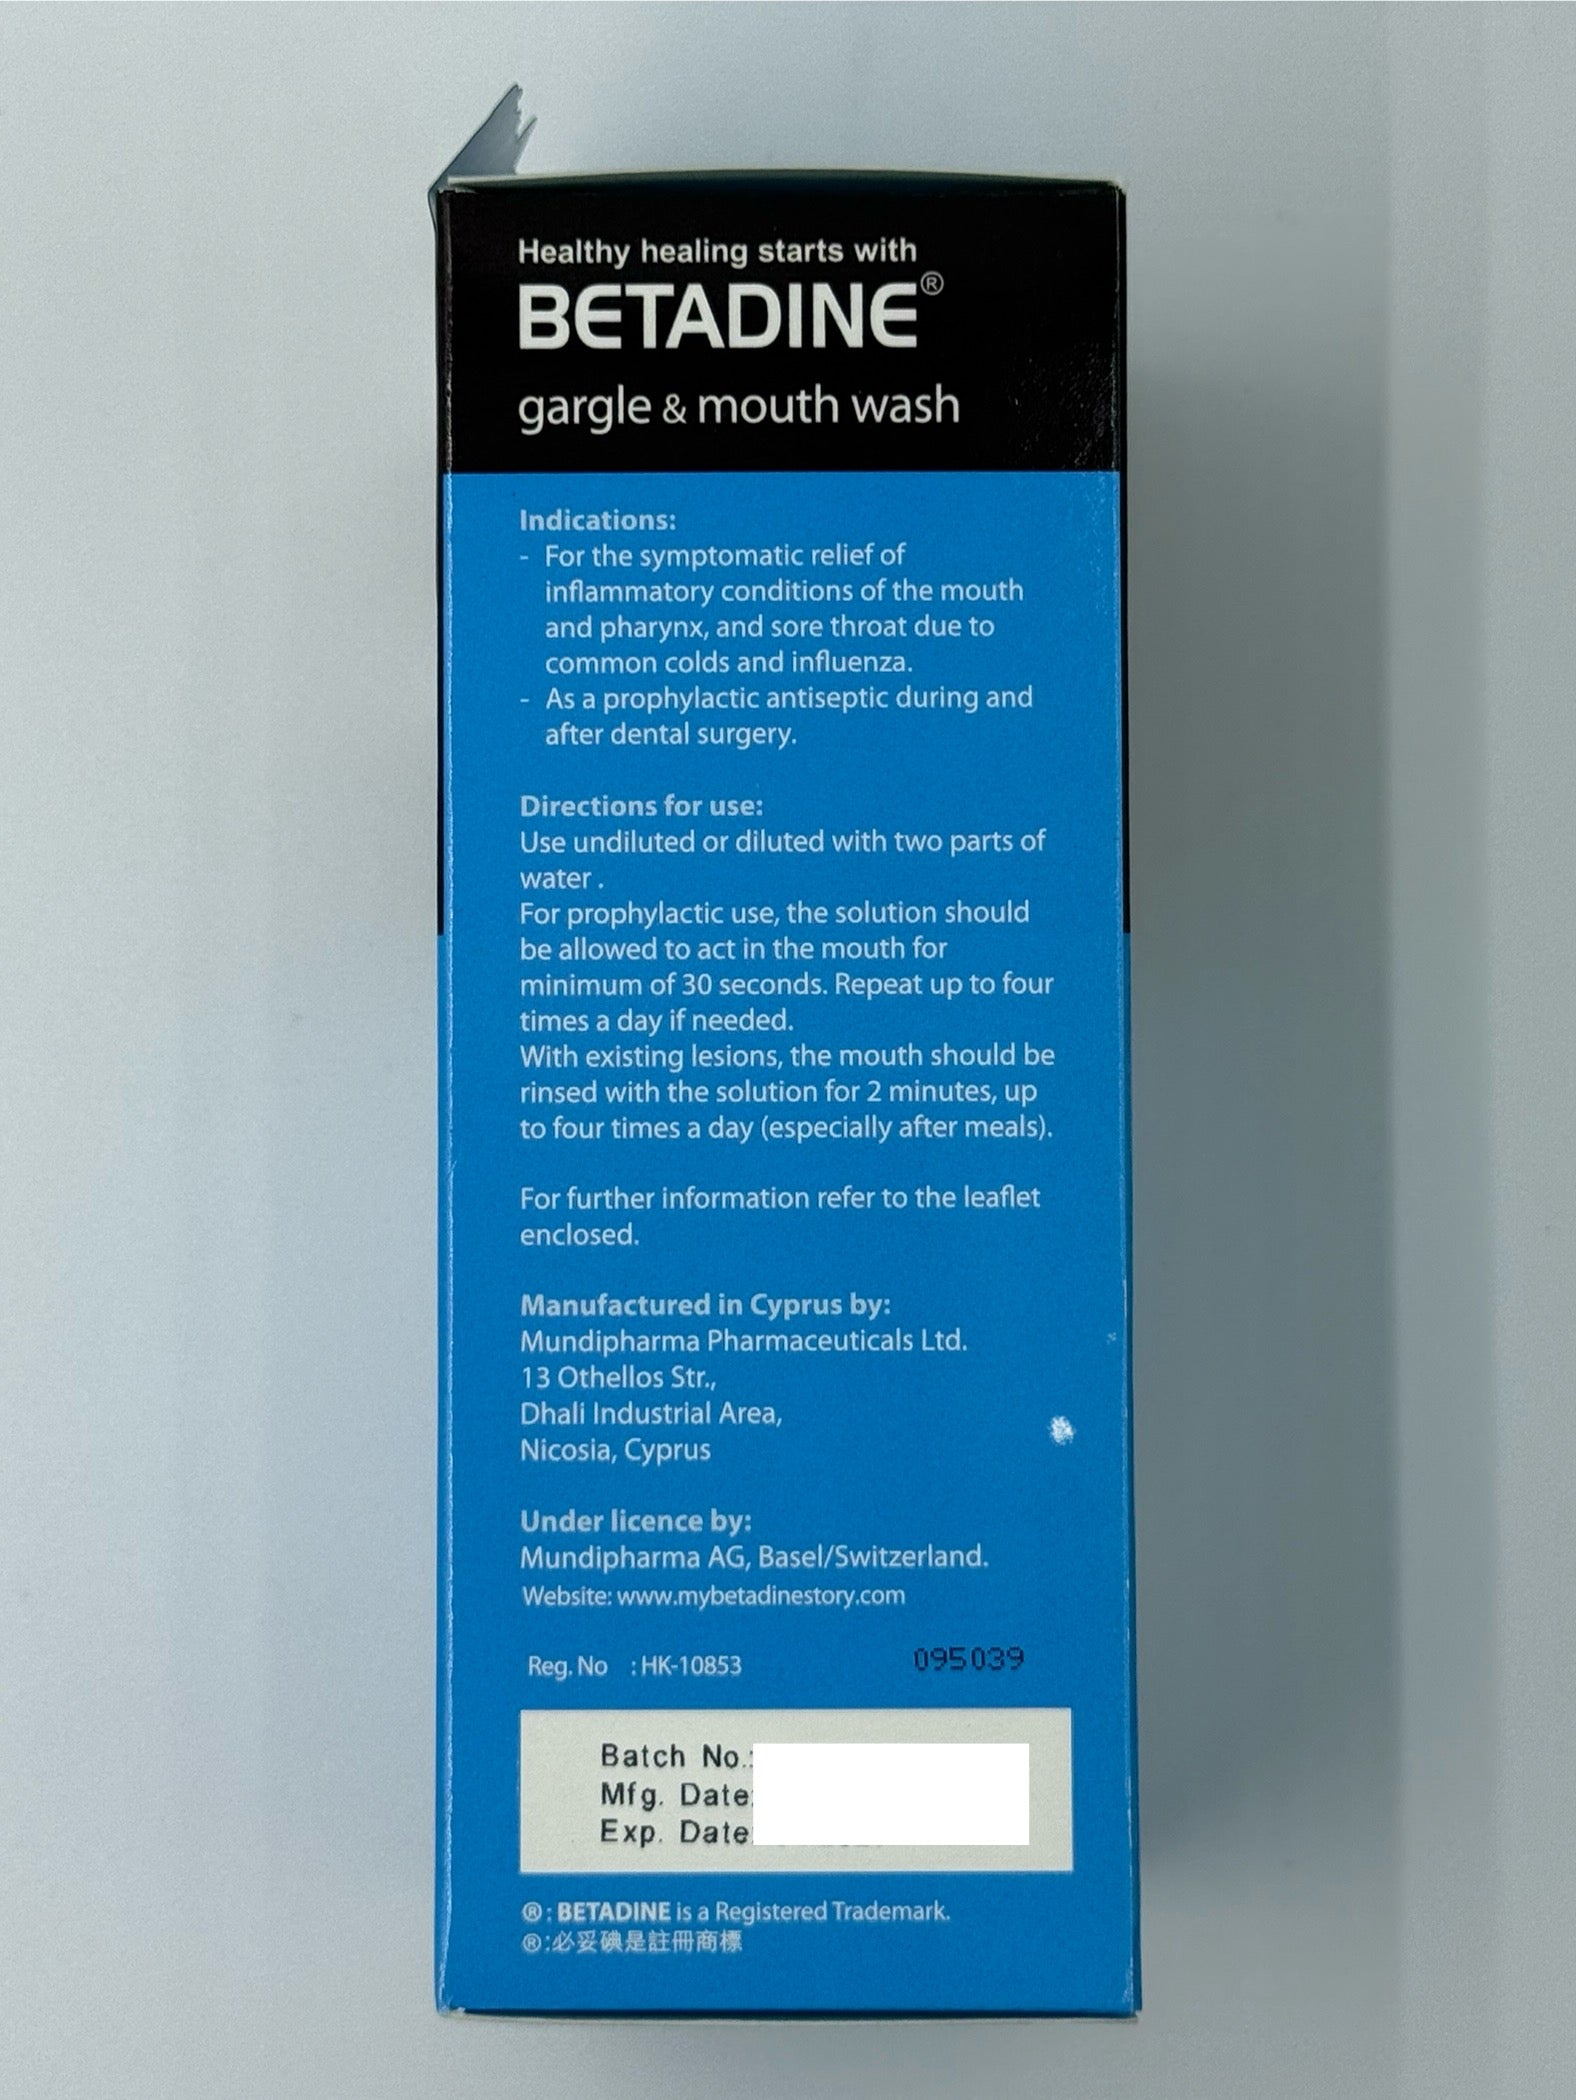 Healthy healing starts with
BETADINE®
gargle & mouth wash
Indications:
- For the symptomatic relief of
inflammatory conditions of the mouth
and pharynx, and sore throat due to
common colds and influenza.
- As a prophylactic antiseptic during and
after dental surgery.
Directions for use:
Use undiluted or diluted with two parts of
water .
For prophylactic use, the solution should
be allowed to act in the mouth for
minimum of 30 seconds. Repeat up to four
times a day if needed.
With existing lesions, the mouth should be
rinsed with the solution for 2 minutes, up
to four times a day (especially after meals).
For further information refer to the leaflet
enclosed.
Manufactured in Cyprus by:
Mundipharma Pharmaceuticals Ltd.
13 Othellos Str.,
Dhali Industrial Area,
Nicosia, Cyprus
Under licence by:
Mundipharma AG, Basel/Switzerland.
Website: www.mybetadinestory.com
Reg. No : HK-10853 095039
Batch No.:
Mfg. Date:
Exp. Date:
®: BETADINE is a Registered Trademark.
®:必妥碘是註冊商標